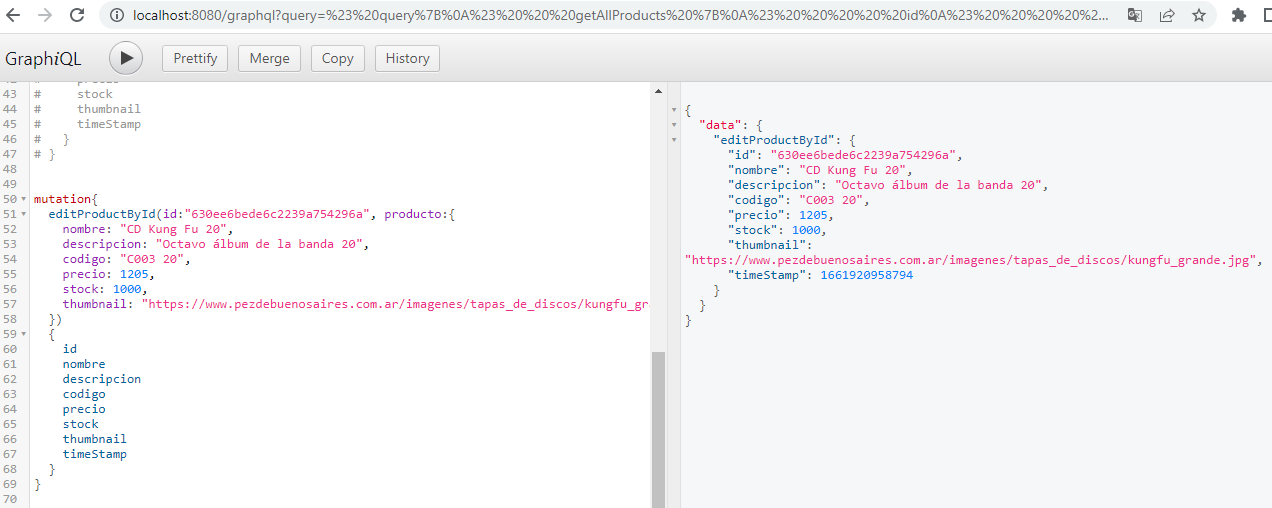 localhost:8080/graphql?query=%23%20query%7B%0A%23%20%20%20getAllProducts%20%7B%0A%23%20%20%20%20%20id%0A%23%20%20%20%20%2...
GraphiQL Prettify Merge Copy History
43 # stock
44 # thumbnail
45 # timeStamp
46 # }
47 # }
48
49
50 mutation{
51 editProductById(id:"630ee6bede6c2239a754296a", producto:{
52 nombre: "CD Kung Fu 20",
53 descripcion: "Octavo álbum de la banda 20",
54 codigo: "C003 20",
55 precio: 1205,
56 stock: 1000,
57 thumbnail: "https://www.pezdebuenosaires.com.ar/imagenes/tapas_de_discos/kungfu_gr
58 })
59 {
60 id
61 nombre
62 descripcion
63 codigo
64 precio
65 stock
66 thumbnail
67 timeStamp
68 }
69 }
70
{
"data": {
"editProductById": {
"id": "630ee6bede6c2239a754296a",
"nombre": "CD Kung Fu 20",
"descripcion": "Octavo álbum de la banda 20",
"codigo": "C003 20",
"precio": 1205,
"stock": 1000,
"thumbnail":
"https://www.pezdebuenosaires.com.ar/imagenes/tapas_de_discos/kungfu_grande.jpg",
"timeStamp": 1661920958794
}
}
}